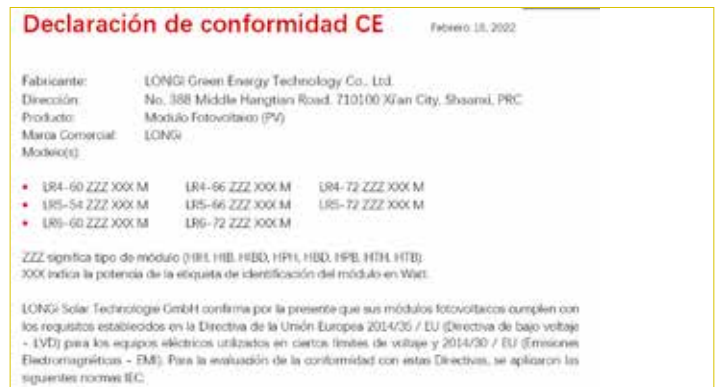 Declaración de conformidad CE
Febrero 18, 2022
Fabricante: LONGI Green Energy Technology Co., Ltd.
Dirección: No. 388 Middle Hangtian Road. 710100 Xi'an City, Shaanxi, PRC
Producto: Modulo Fotovoltaico (PV)
Marca Comercial: LONGi
Modelo(s):
• LR4-60 ZZZ XXX M LR4-66 ZZZ XXX M LR4-72 ZZZ XXX M
• LR5-54 ZZZ XXX M LR5-66 ZZZ XXX M LR5-72 ZZZ XXX M
• LR6-60 ZZZ XXX M LR6-72 ZZZ XXX M
ZZZ significa tipo de módulo (HIH, HIB, HIBD, HPH, HBD, HPB, HTH, HTB)
XXX indica la potencia de la etiqueta de identificación del módulo en Watt.
LONGi Solar Technologie GmbH confirma por la presente que sus módulos fotovoltaicos cumplen con
los requisitos establecidos en la Directiva de la Unión Europea 2014/35 / EU (Directiva de bajo voltaje
- LVD) para los equipos eléctricos utilizados en ciertos límites de voltaje y 2014/30 / EU (Emisiones
Electromagnéticas - EMI). Para la evaluación de la conformidad con estas Directivas, se aplicaron las
siguientes normas IEC: